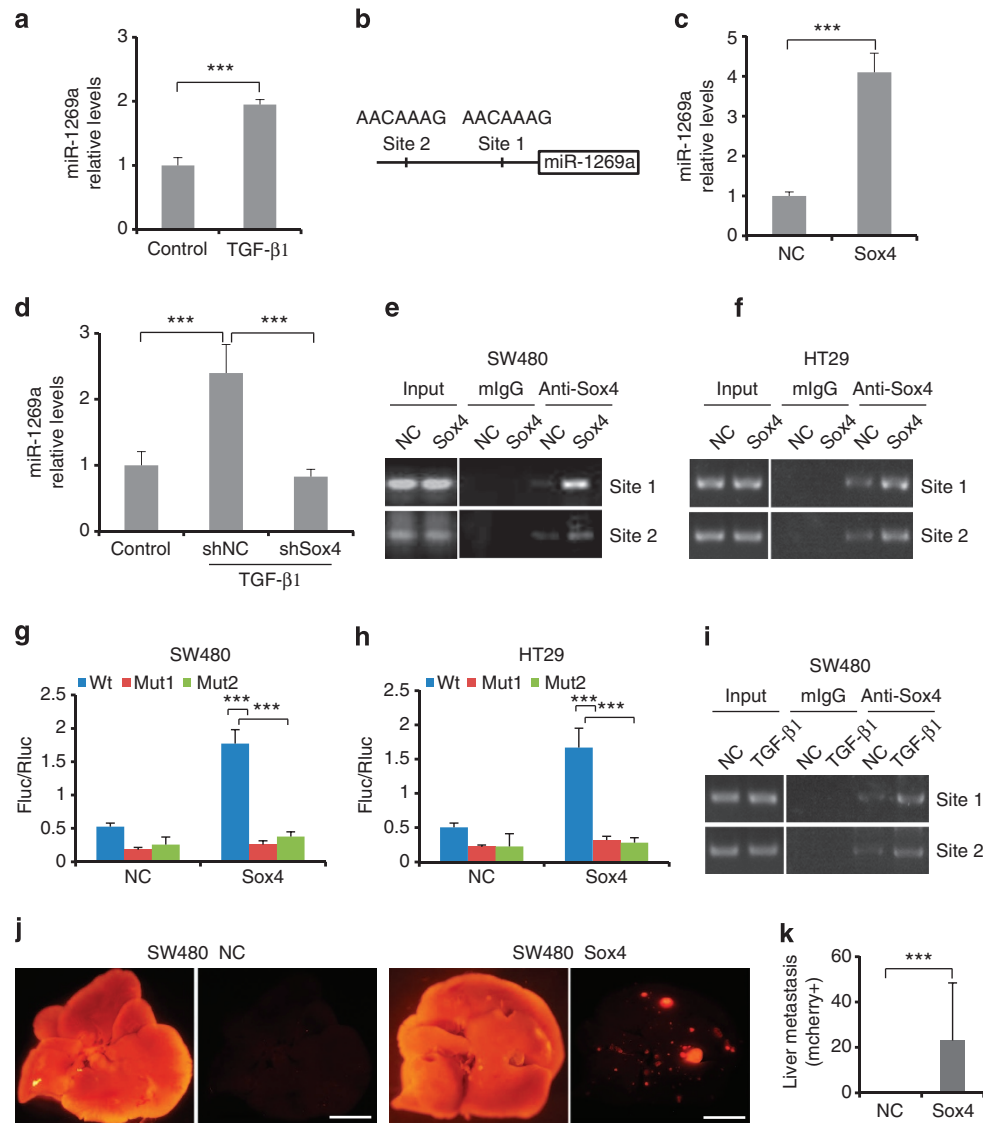 a
miR-1269a
relative levels
3
2
1
0
***
Control
TGF-β1
b
AACAAAG AACAAAG
Site 2 Site 1
miR-1269a
c
miR-1269a
relative levels
5
4
3
2
1
0
***
NC
Sox4
d
miR-1269a
relative levels
3
2
1
0
*** ***
Control shNC shSox4
TGF-β1
e
SW480
Input mIgG Anti-Sox4
NC Sox4 NC Sox4 NC Sox4
Site 1
Site 2
f
HT29
Input mIgG Anti-Sox4
NC Sox4 NC Sox4 NC Sox4
Site 1
Site 2
g
SW480
Wt Mut1 Mut2
Fluc/Rluc
2.5
2
1.5
1
0.5
0
***
***
NC Sox4
h
HT29
Wt Mut1 Mut2
Fluc/Rluc
2.5
2
1.5
1
0.5
0
***
***
NC Sox4
i
SW480
Input mIgG Anti-Sox4
NC TGF-β1 NC TGF-β1 NC TGF-β1
Site 1
Site 2
j
SW480 NC
SW480 Sox4
k
Liver metastasis
(mcherry+)
60
40
20
0
***
NC Sox4